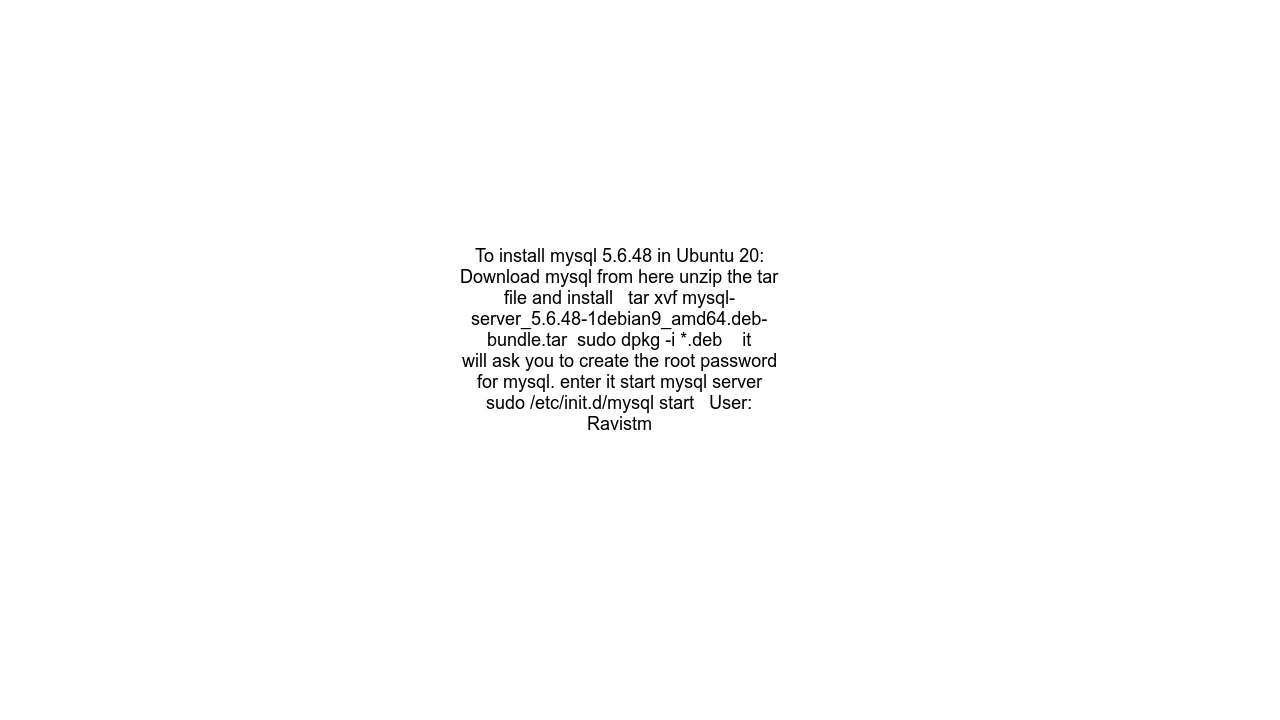 To install mysql 5.6.48 in Ubuntu 20:
Download mysql from here unzip the tar
file and install   tar xvf mysql-
server_5.6.48-1debian9_amd64.deb-
bundle.tar  sudo dpkg -i *.deb    it
will ask you to create the root password
for mysql. enter it start mysql server
sudo /etc/init.d/mysql start   User:
Ravistm